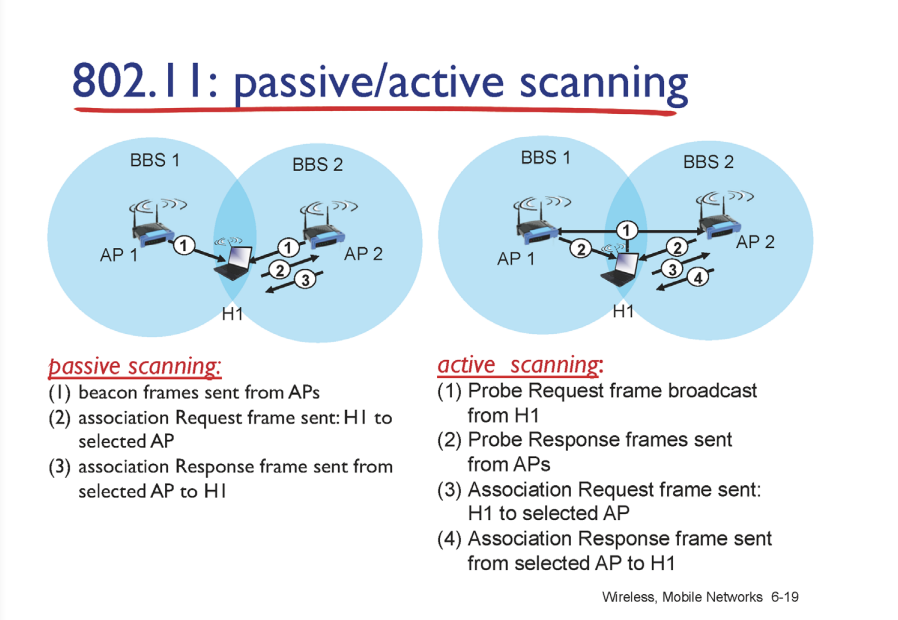 802.11: passive/active scanning
BBS 1
BBS 2
AP 1
AP 2
1
1
2
3
H1
BBS 1
BBS 2
AP 1
AP 2
1
2
2
3
4
H1
passive scanning:
(1) beacon frames sent from APs
(2) association Request frame sent: H1 to
selected AP
(3) association Response frame sent from
selected AP to H1
active scanning:
(1) Probe Request frame broadcast
from H1
(2) Probe Response frames sent
from APs
(3) Association Request frame sent:
H1 to selected AP
(4) Association Response frame sent
from selected AP to H1
Wireless, Mobile Networks 6-19